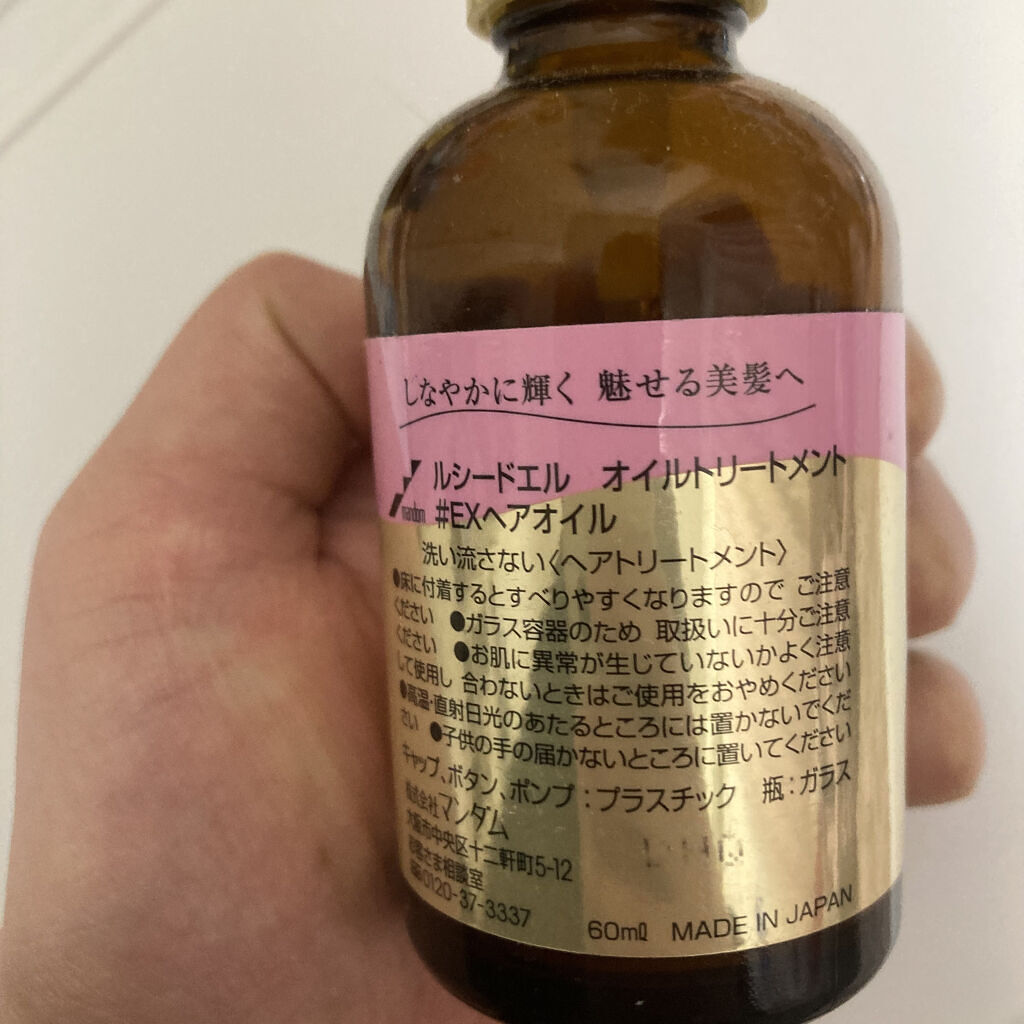 しなやかに輝く 魅せる美髪へ
mandom
ルシードエル オイルトリートメント
#EXヘアオイル
洗い流さない〈ヘアトリートメント〉
●床に付着するとすべりやすくなりますので ご注意
ください ●ガラス容器のため 取扱いに十分ご注意
ください ●お肌に異常が生じていないかよく注意
して使用し 合わないときはご使用をおやめください
●高温・直射日光のあたるところには置かないでくだ
さい ●子供の手の届かないところに置いてください
キャップ、ボタン、ポンプ:プラスチック 瓶:ガラス
株式会社マンダム
大阪市中央区十二軒町5-12
お客さま相談室
0120-37-3337
60mℓ MADE IN JAPAN